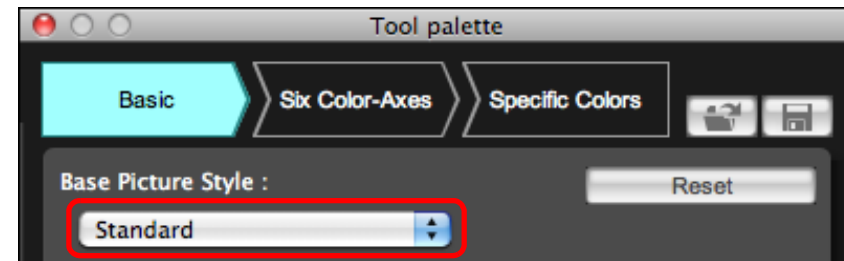 Tool palette
Basic Six Color-Axes Specific Colors
Base Picture Style :
Reset
Standard